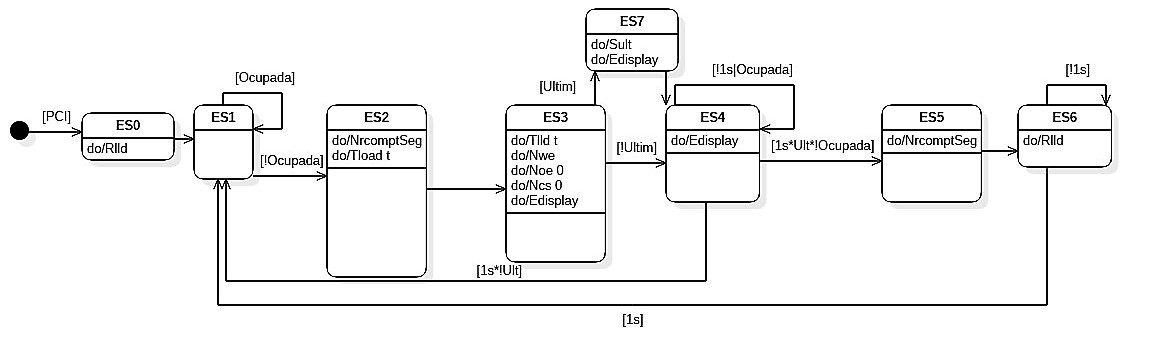 ES7
do/Sult
do/Edisplay
[Ocupada]
[Ultim]
[!1s|Ocupada]
[!1s]
[PCI]
ES0
do/Rlld
ES1
ES2
do/NrcomptSeg
do/Tload t
ES3
do/Tlld t
do/Nwe
do/Noe 0
do/Ncs 0
do/Edisplay
ES4
do/Edisplay
ES5
do/NrcomptSeg
ES6
do/Rlld
[!Ocupada]
[!Ultim]
[1s*Ult*!Ocupada]
[1s*!Ult]
[1s]